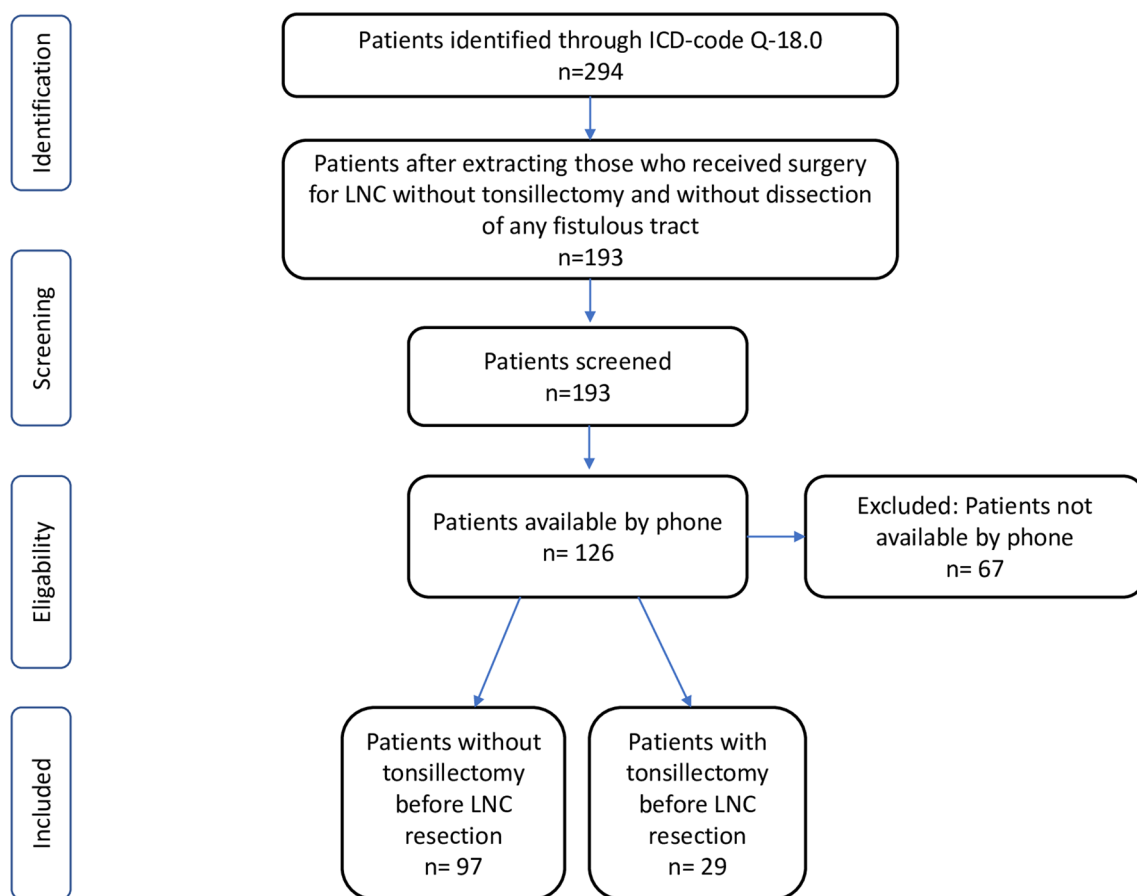 Identification
Patients identified through ICD-code Q-18.0
n=294
Patients after extracting those who received surgery
for LNC without tonsillectomy and without dissection
of any fistulous tract
n=193
Screening
Patients screened
n=193
Eligability
Patients available by phone
n= 126
Excluded: Patients not
available by phone
n= 67
Included
Patients without
tonsillectomy
before LNC
resection
n= 97
Patients with
tonsillectomy
before LNC
resection
n= 29